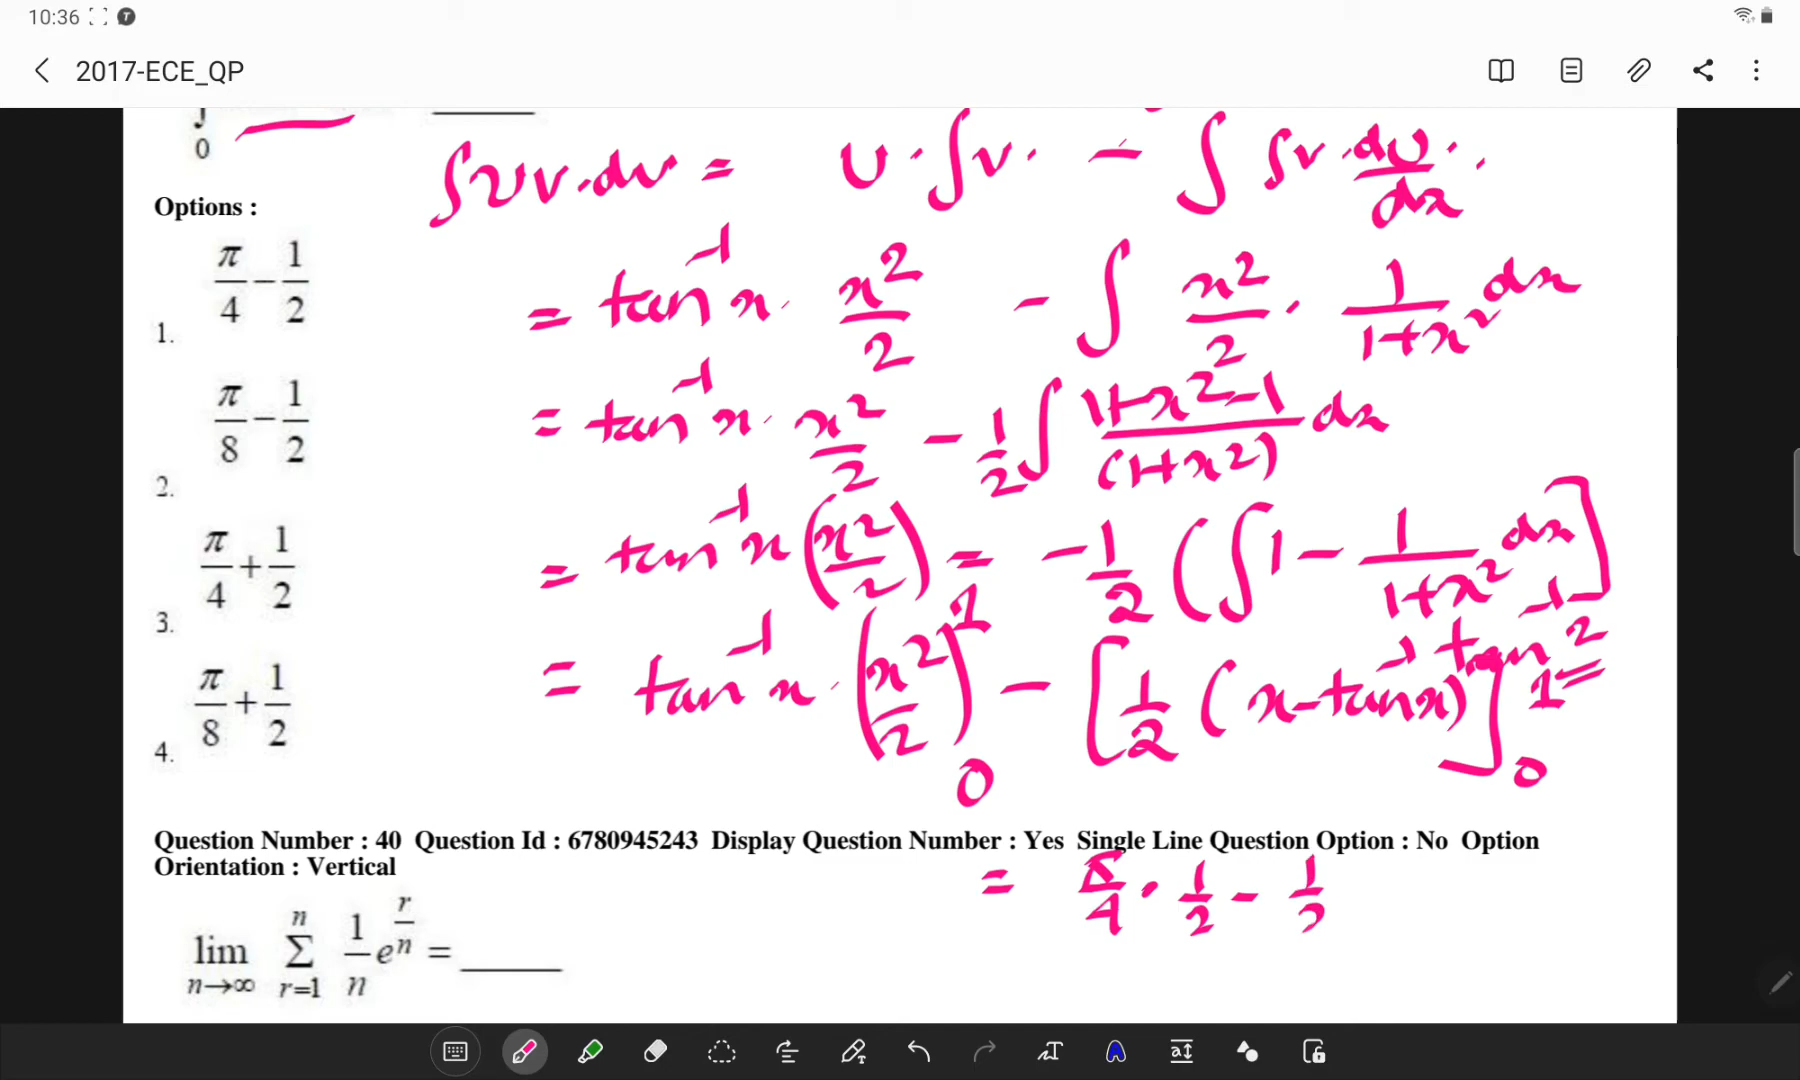 10:36
2017-ECE_QP
∫
0
∫UV.dv = U.∫V. - ∫ ∫V.dU/dx..
Options :
1. π/4 - 1/2
= tan⁻¹x. x²/2 - ∫ x²/2 . 1/1+x² dx
2. π/8 - 1/2
= tan⁻¹x. x²/2 - 1/2 ∫ 1+x²-1/(1+x2) dx
3. π/4 + 1/2
= tan⁻¹x (x²/2) = -1/2 (∫1 - 1/1+x² dx]
4. π/8 + 1/2
= tan⁻¹x. (x²/2)₀¹ - [1/2 (x-tan⁻¹x)]₀¹
Question Number : 40 Question Id : 6780945243 Display Question Number : Yes Single Line Question Option : No Option
Orientation : Vertical
= π/4 . 1/2 - 1/2
lim n→∞ Σ r=1 n 1/n e^(r/n) = _____